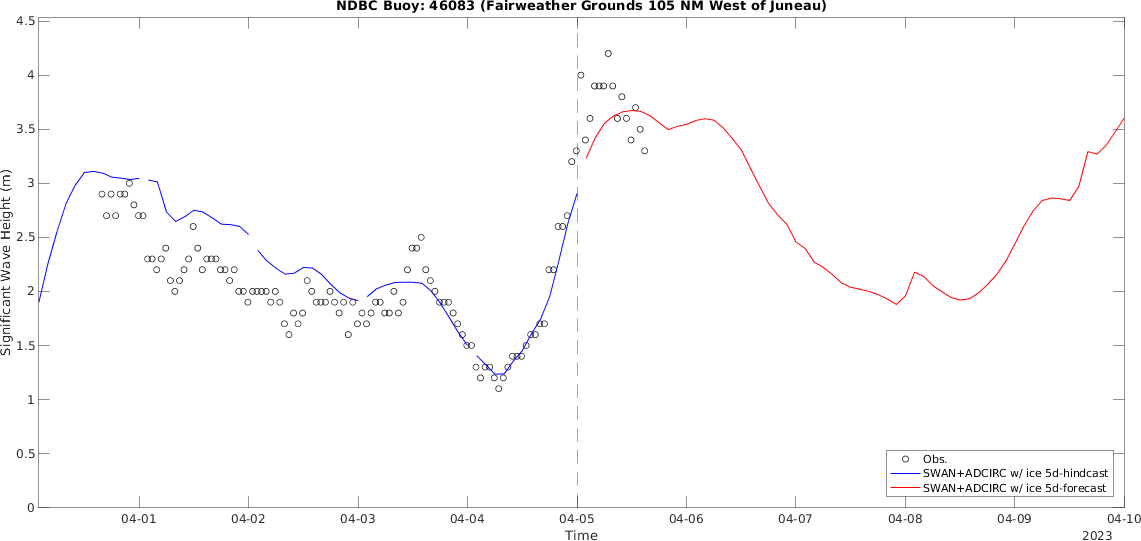 NDBC Buoy: 46083 (Fairweather Grounds 105 NM West of Juneau)
Significant Wave Height (m)
4.5
4
3.5
3
2.5
2
1.5
1
0.5
0
04-01 04-02 04-03 04-04 04-05 04-06 04-07 04-08 04-09 04-10
Time
2023
Obs.
SWAN+ADCIRC w/ ice 5d-hindcast
SWAN+ADCIRC w/ ice 5d-forecast